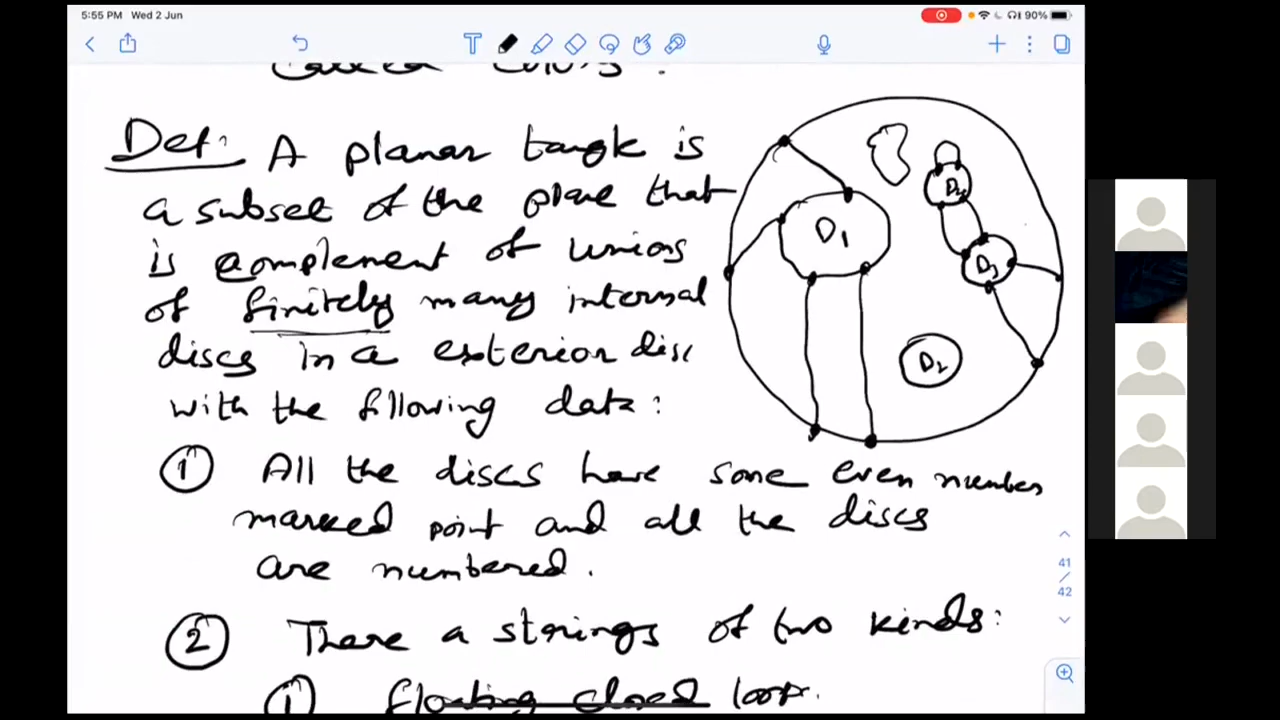 5:55 PM Wed 2 Jun
90%
Def: A planar tangle is
a subset of the plane that
is complement of unions
of finitely many internal
discs in a exterior disc
with the following data:
① All the discs have some even number
marked point and all the discs
are numbered.
② There a strings of two kinds:
① floating closed loops.
D1
D4
D3
D2
41
/
42